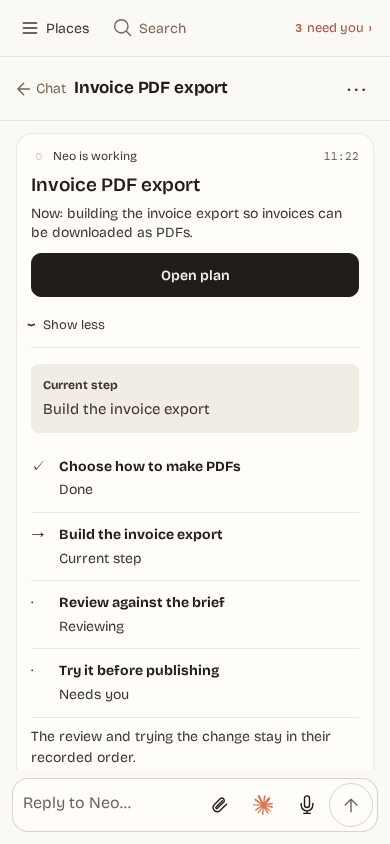 Places
Search
3 need you ›
← Chat
Invoice PDF export
...
Neo is working
11:22
Invoice PDF export
Now: building the invoice export so invoices can
be downloaded as PDFs.
Open plan
Show less
Current step
Build the invoice export
✓ Choose how to make PDFs
Done
→ Build the invoice export
Current step
· Review against the brief
Reviewing
· Try it before publishing
Needs you
The review and trying the change stay in their
recorded order.
Reply to Neo...